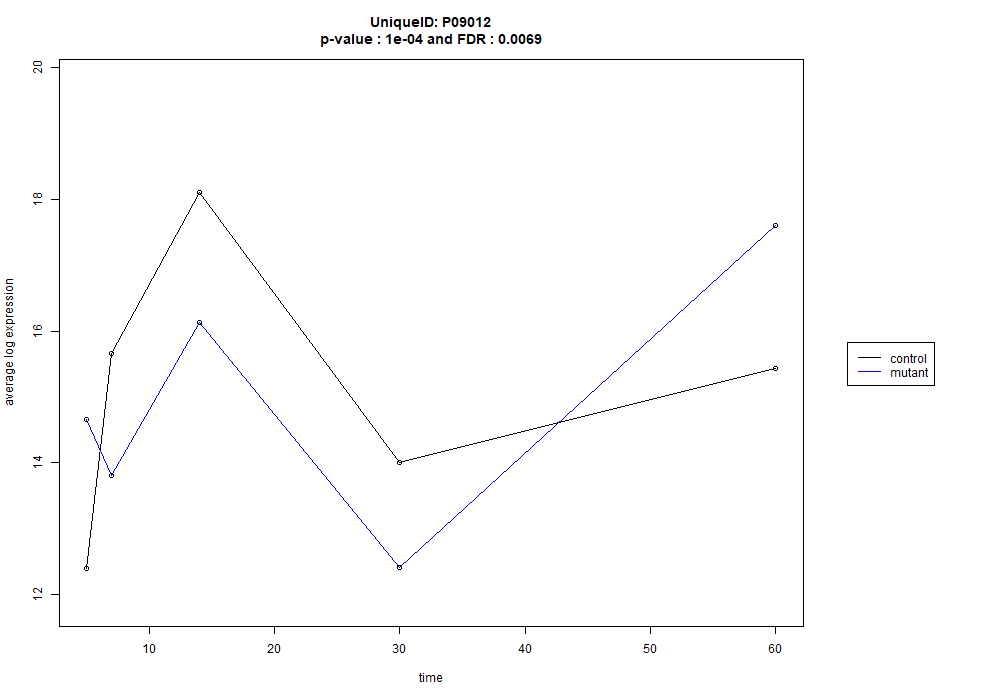 UniqueID: P09012
p-value : 1e-04 and FDR : 0.0069
average log expression
20
18
16
14
12
10 20 30 40 50 60
time
control
mutant